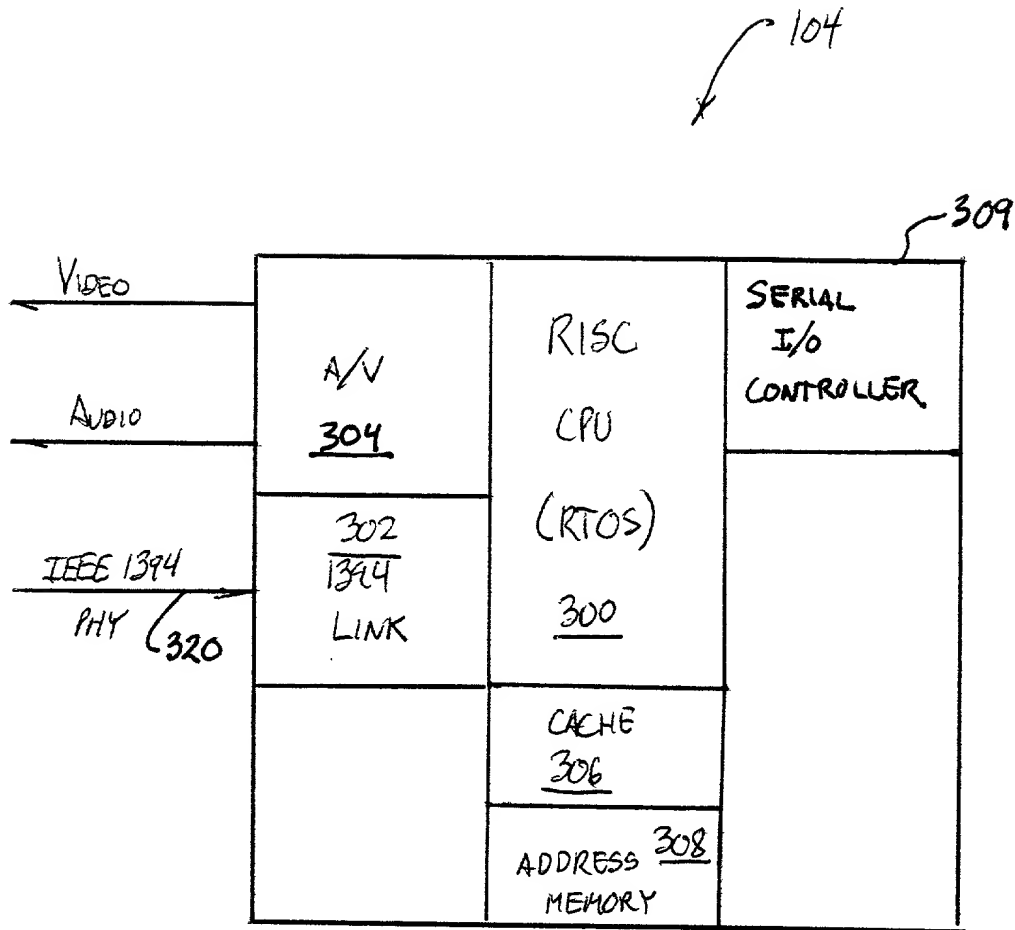 104
309
VIDEO
AUDIO
IEEE 1394
PHY
320
A/V
304
302
1394
LINK
RISC
CPU
(RTOS)
300
CACHE
306
ADDRESS 308
MEMORY
SERIAL
I/O
CONTROLLER